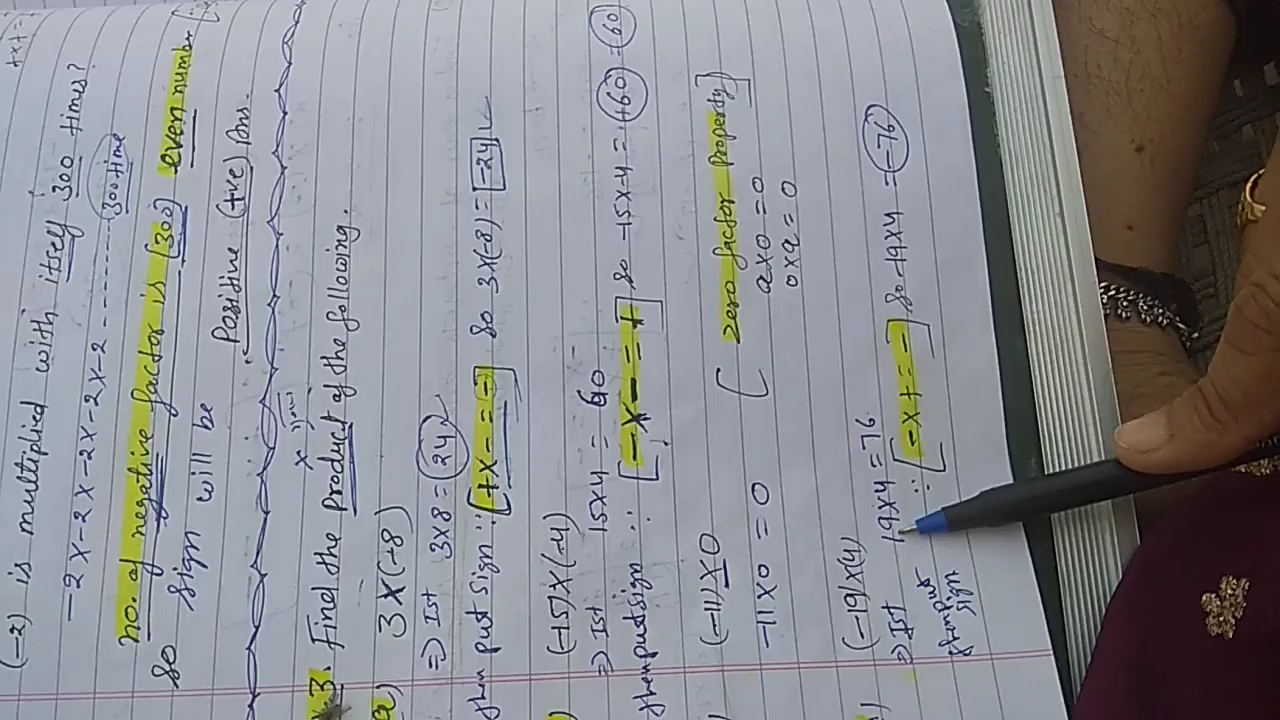 (-2) is multiplied with itself 300 times?
-2 x -2 x -2 x -2 x -2 ---------- 300 time
no. of negative factor is (300) even number
So sign will be Positive (+ve) Ans.
3. Find the product of the following.
a) 3 x (-8)
=> Ist 3x8 = 24
then put sign ∵ [+ x - = -] so 3x(-8) = -24
(-15) x (-4)
=> Ist 15x4 = 60
then put sign ∵ [- x - = +] so -15x-4 = +60 = 60
(-11) x 0
-11 x 0 = 0 [ zero factor Property]
a x 0 = 0
0 x a = 0
(-19) x (4)
=> Ist 19x4 = 76
then put sign ∵ [- x + = -] so -19x4 = -76